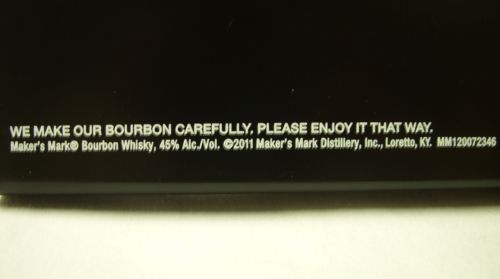 WE MAKE OUR BOURBON CAREFULLY. PLEASE ENJOY IT THAT WAY.
Maker's Mark® Bourbon Whisky, 45% Alc./Vol. ©2011 Maker's Mark Distillery, Inc., Loretto, KY. MM120072346